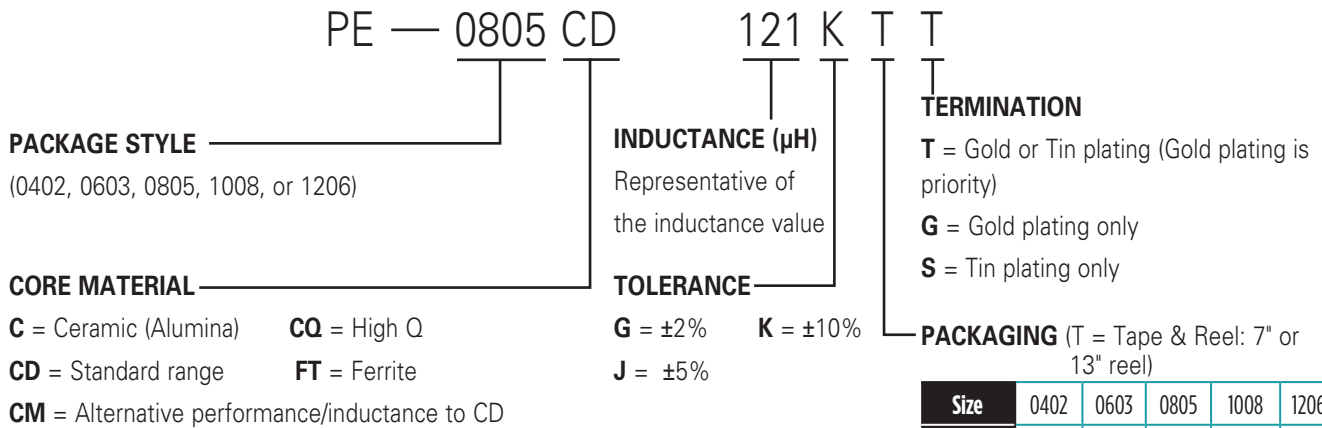 PE — 0805 CD 121 K T T
PACKAGE STYLE
(0402, 0603, 0805, 1008, or 1206)
CORE MATERIAL
C = Ceramic (Alumina) CQ = High Q
CD = Standard range FT = Ferrite
CM = Alternative performance/inductance to CD
INDUCTANCE (µH)
Representative of
the inductance value
TOLERANCE
G = ±2% K = ±10%
J = ±5%
TERMINATION
T = Gold or Tin plating (Gold plating is
priority)
G = Gold plating only
S = Tin plating only
PACKAGING (T = Tape & Reel: 7" or
13" reel)
Size 0402 0603 0805 1008 1206